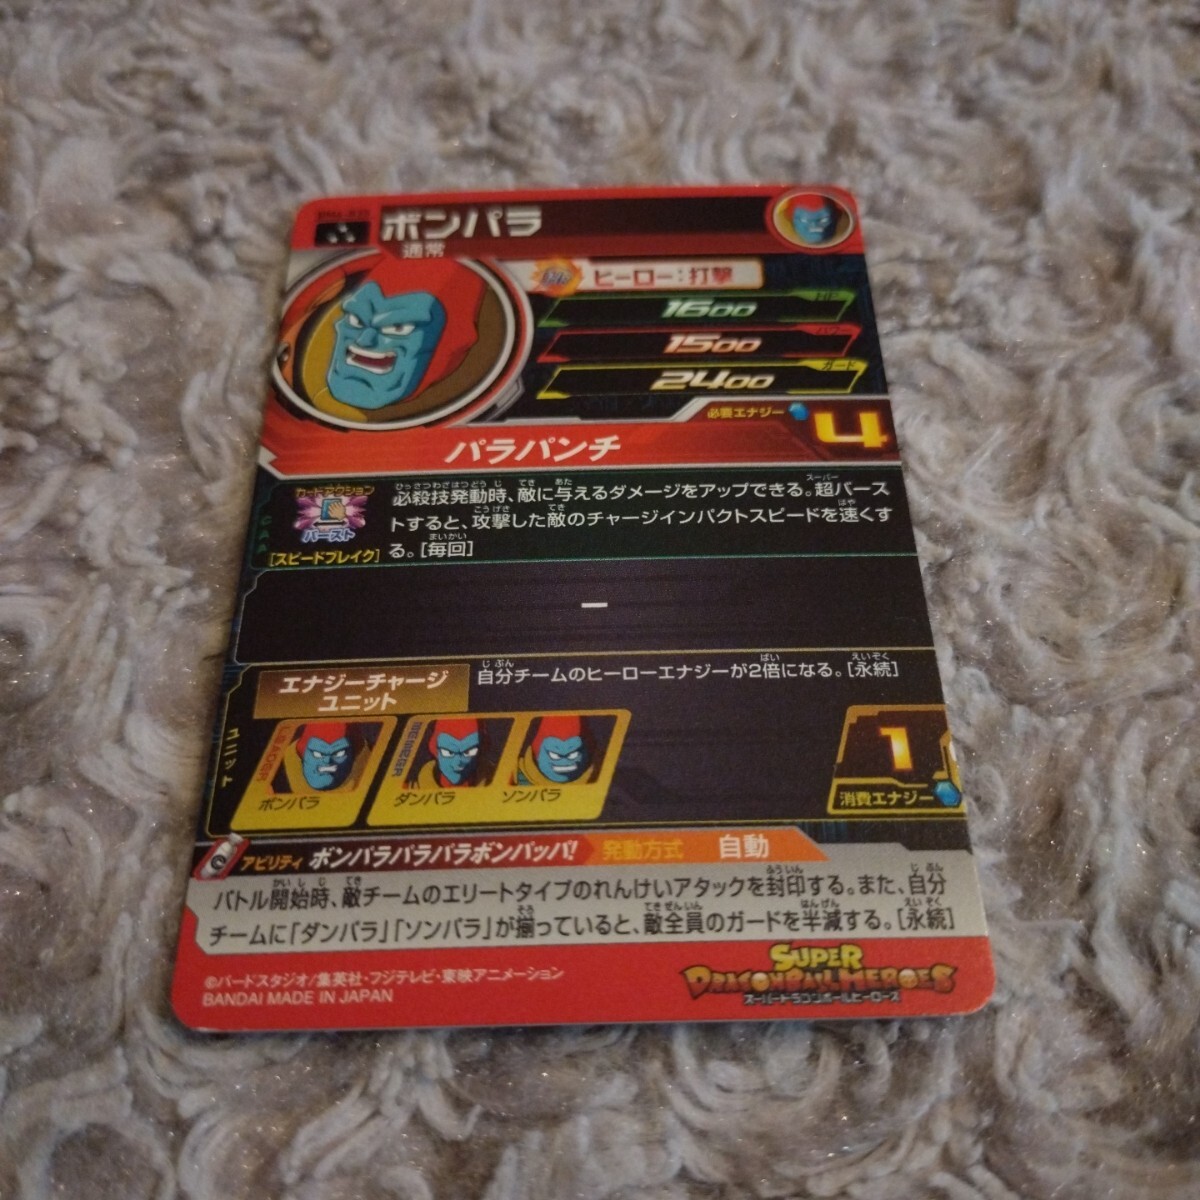 ボンパラ
通常
ヒーロー:打撃
HP
1600
パワー
1500
ガード
2400
必要エナジー
4
パラパンチ
カードアクション
バースト
[スピードブレイク]
CAA
必殺技発動時、敵に与えるダメージをアップできる。超バース
トすると、攻撃した敵のチャージインパクトスピードを速くす
る。[毎回]
ー
ユニット
エナジーチャージ
ユニット
自分チームのヒーローエナジーが2倍になる。[永続]
LEADER
ボンパラ
MEMBER
ダンパラ
ソンパラ
1
消費エナジー
アビリティ ボンパラパラパラボンパッパ! 発動方式 自動
バトル開始時、敵チームのエリートタイプのれんけいアタックを封印する。また、自分
チームに「ダンパラ」「ソンパラ」が揃っていると、敵全員のガードを半減する。[永続]
©バードスタジオ/集英社・フジテレビ・東映アニメーション
BANDAI MADE IN JAPAN
SUPER
DRAGONBALL HEROES
スーパードラゴンボールヒーローズ